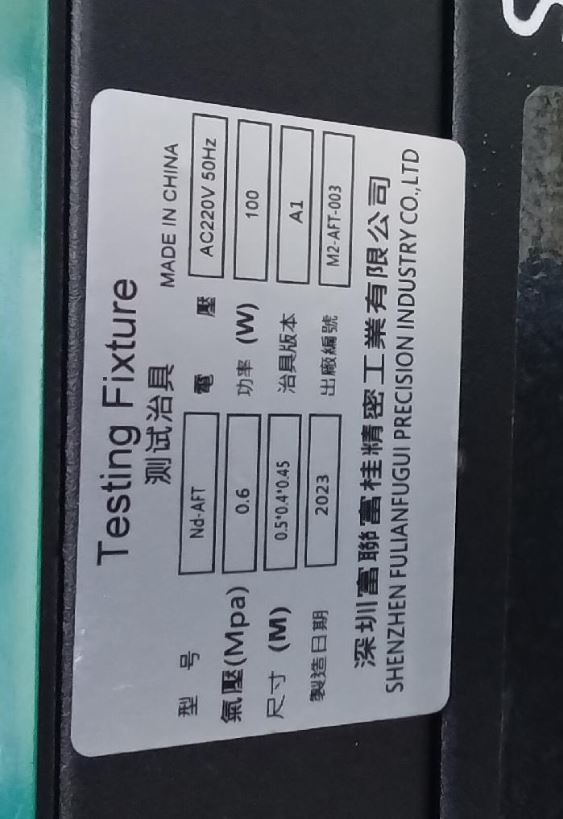 Testing Fixture
测试治具 MADE IN CHINA
型 号 Nd-AFT 電 壓 AC220V 50Hz
氣壓(Mpa) 0.6 功率 (W) 100
尺寸 (M) 0.5*0.4*0.45 治具版本 A1
製造日期 2023 出廠編號 M2-AFT-003
深圳富聯富桂精密工業有限公司
SHENZHEN FULIANFUGUI PRECISION INDUSTRY CO.,LTD